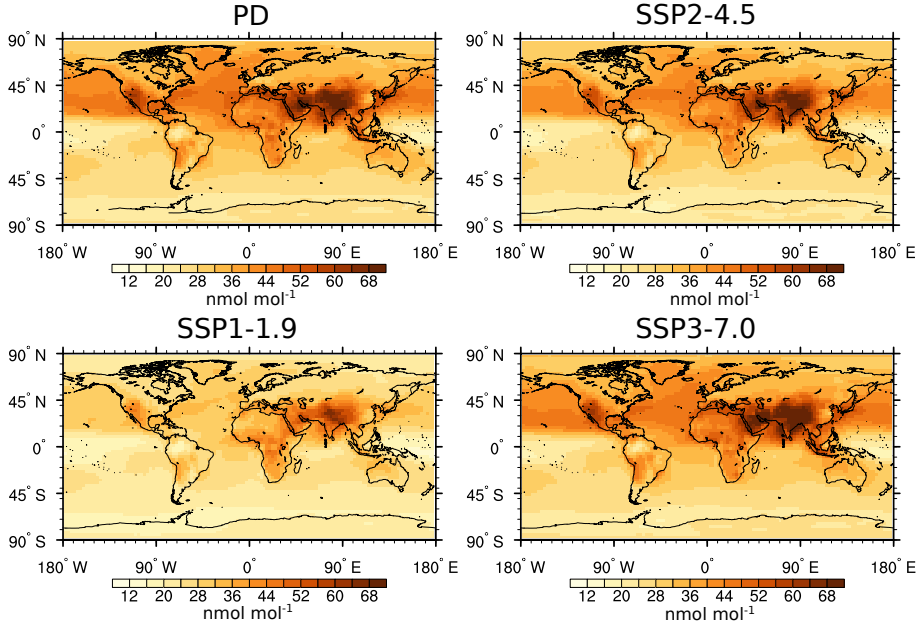 PD
90° N
45° N
0°
45° S
90° S
180° W 90° W 0° 90° E 180° E
12 20 28 36 44 52 60 68
nmol mol⁻¹
SSP2-4.5
90° N
45° N
0°
45° S
90° S
180° W 90° W 0° 90° E 180° E
12 20 28 36 44 52 60 68
nmol mol⁻¹
SSP1-1.9
90° N
45° N
0°
45° S
90° S
180° W 90° W 0° 90° E 180° E
12 20 28 36 44 52 60 68
nmol mol⁻¹
SSP3-7.0
90° N
45° N
0°
45° S
90° S
180° W 90° W 0° 90° E 180° E
12 20 28 36 44 52 60 68
nmol mol⁻¹